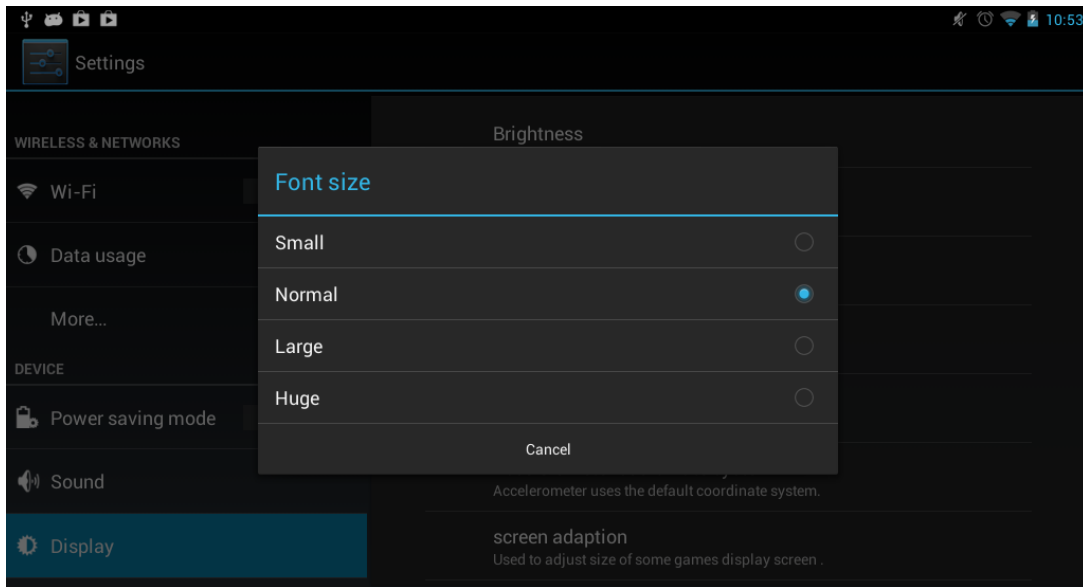 10:53
Settings
WIRELESS & NETWORKS
Wi-Fi
Data usage
More...
DEVICE
Power saving mode
Sound
Display
Brightness
Font size
Small
Normal
Large
Huge
Cancel
Accelerometer uses the default coordinate system.
screen adaption
Used to adjust size of some games display screen .